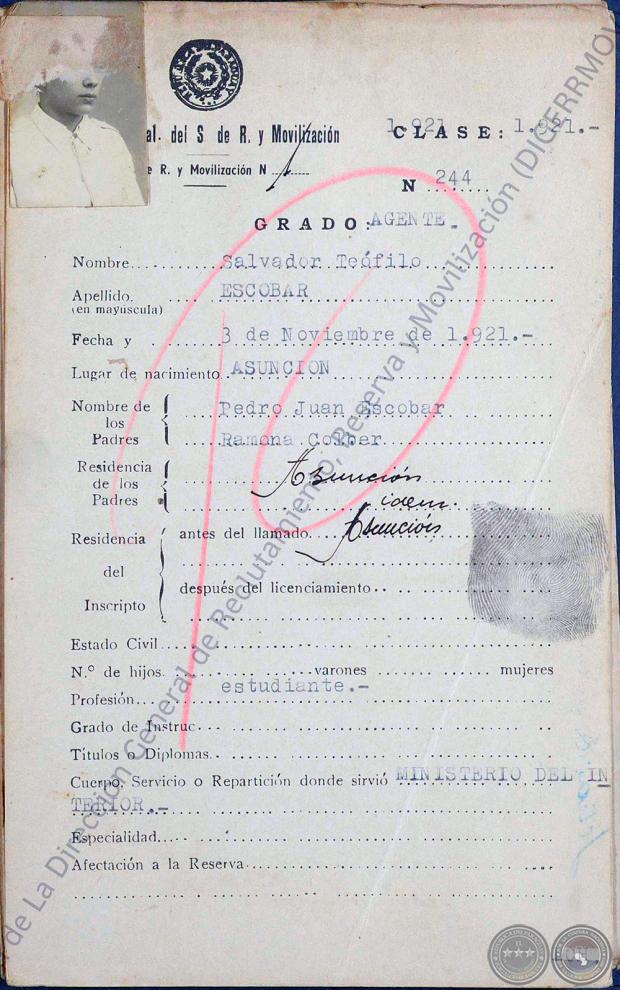 REPUBLICA PARAGUAY
al. del S. de R. y Movilización
1.921 CLASE: 1.921.-
e R. y Movilización N
N 244
GRADO: AGENTE.
Nombre Salvador Teófilo
Apellido. ESCOBAR
(en mayúscula)
Fecha y 3 de Noviembre de 1.921.-
Lugar de nacimiento ASUNCION
Nombre de los Padres Pedro Juan Escobar
Ramona Colber
Residencia de los Padres Asunción
idem.
Residencia del Inscripto antes del llamado. Asunción
después del licenciamiento
Estado Civil
N.º de hijos. varones mujeres
Profesión estudiante.-
Grado de Instruc
Títulos o Diplomas.
Cuerpo, Servicio o Repartición donde sirvió MINISTERIO DEL IN
TERIOR.-
Especialidad
Afectación a la Reserva
de La Dirección General de Reclutamiento, Reserva y Movilización (DIGERRMOV